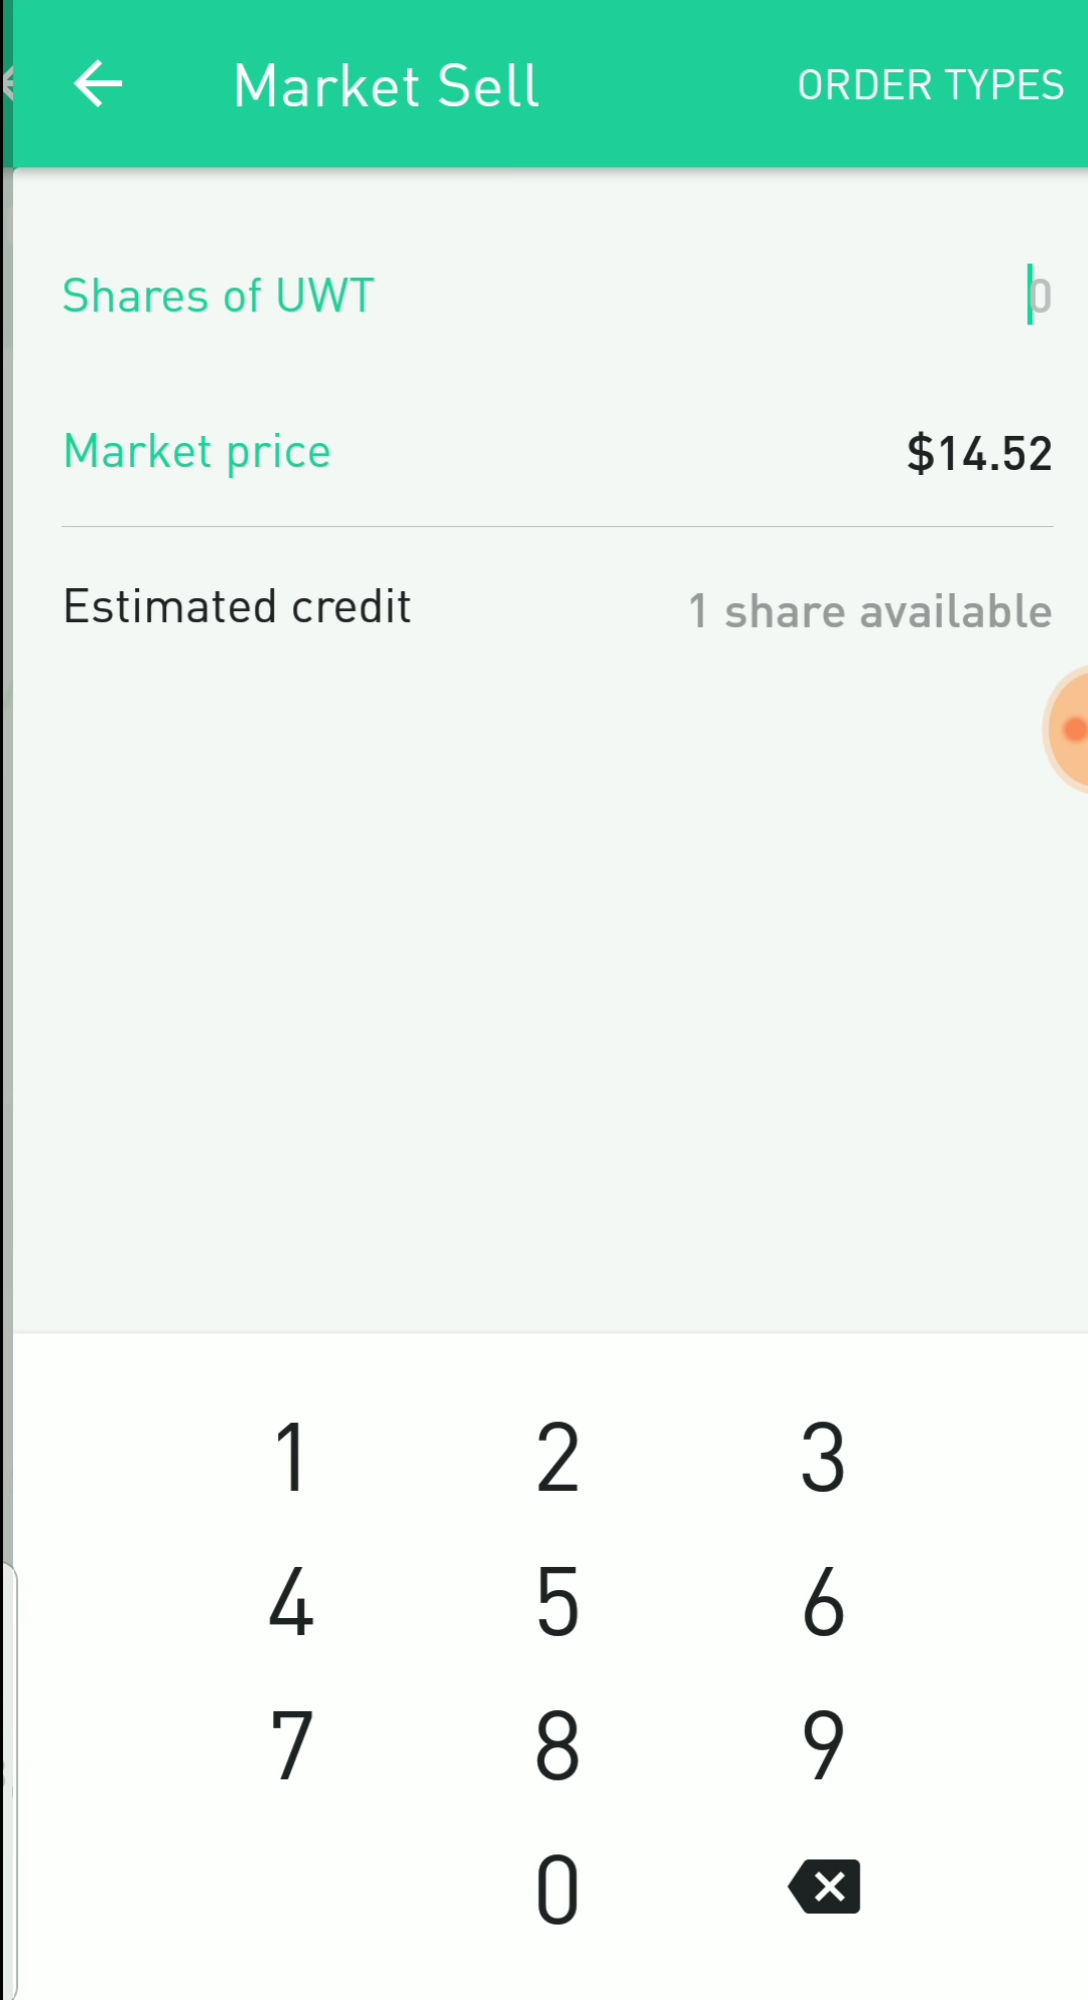 Market Sell
ORDER TYPES
Shares of UWT
0
Market price
$14.52
Estimated credit
1 share available
1 2 3
4 5 6
7 8 9
0